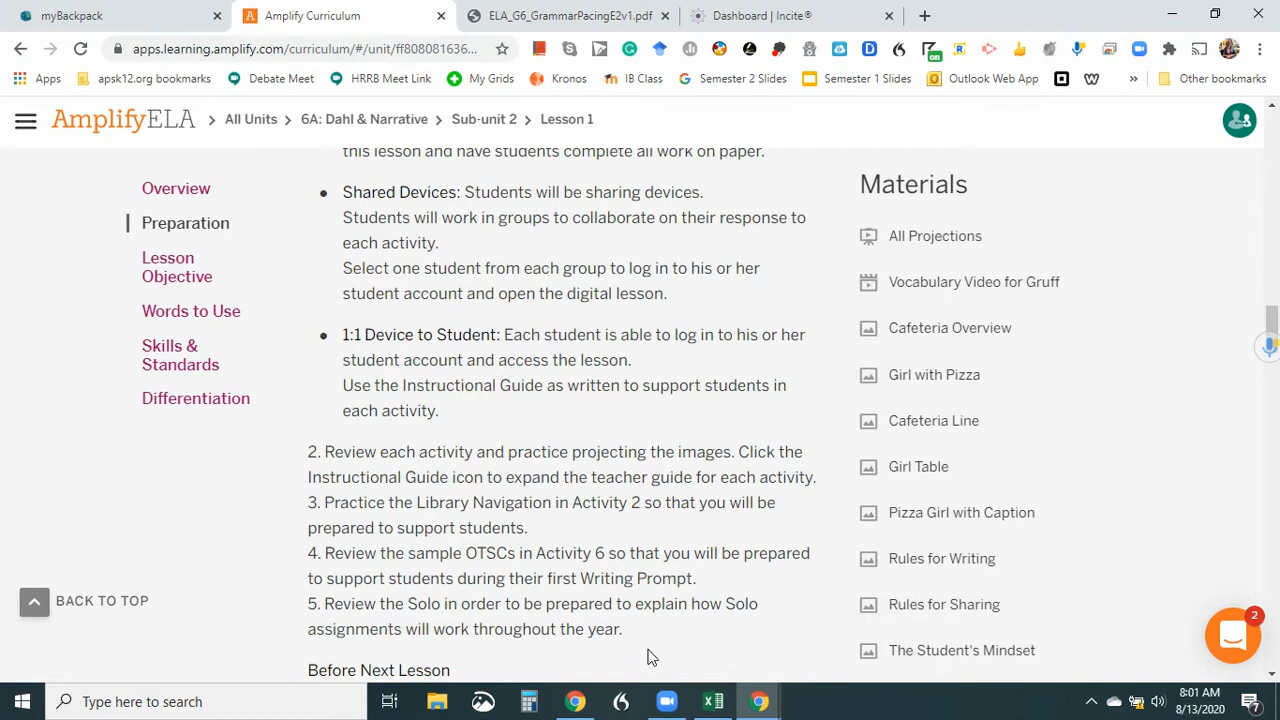 myBackpack
Amplify Curriculum
ELA_G6_GrammarPacingE2v1.pdf
Dashboard | Incite®
apps.learning.amplify.com/curriculum/#/unit/ff808081636...
on
Apps
apsk12.org bookmarks
Debate Meet
HRRB Meet Link
My Grids
Kronos
IB Class
Semester 2 Slides
Semester 1 Slides
Outlook Web App
Other bookmarks
AmplifyELA
All Units
6A: Dahl & Narrative
Sub-unit 2
Lesson 1
Overview
Preparation
Lesson
Objective
Words to Use
Skills &
Standards
Differentiation
BACK TO TOP
this lesson and have students complete all work on paper.
• Shared Devices: Students will be sharing devices.
Students will work in groups to collaborate on their response to
each activity.
Select one student from each group to log in to his or her
student account and open the digital lesson.
• 1:1 Device to Student: Each student is able to log in to his or her
student account and access the lesson.
Use the Instructional Guide as written to support students in
each activity.
2. Review each activity and practice projecting the images. Click the
Instructional Guide icon to expand the teacher guide for each activity.
3. Practice the Library Navigation in Activity 2 so that you will be
prepared to support students.
4. Review the sample OTSCs in Activity 6 so that you will be prepared
to support students during their first Writing Prompt.
5. Review the Solo in order to be prepared to explain how Solo
assignments will work throughout the year.
Before Next Lesson
Materials
All Projections
Vocabulary Video for Gruff
Cafeteria Overview
Girl with Pizza
Cafeteria Line
Girl Table
Pizza Girl with Caption
Rules for Writing
Rules for Sharing
The Student's Mindset
2
Type here to search
8:01 AM
8/13/2020
7